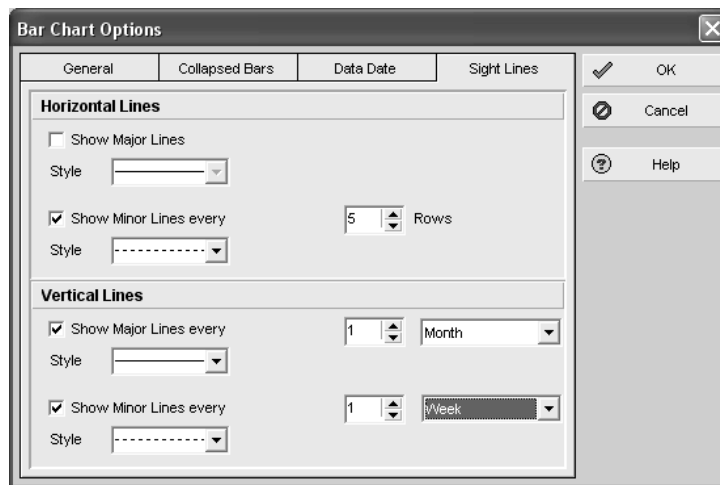 Bar Chart Options
General Collapsed Bars Data Date Sight Lines
OK
Cancel
Help
Horizontal Lines
Show Major Lines
Style
Show Minor Lines every 5 Rows
Style
Vertical Lines
Show Major Lines every 1 Month
Style
Show Minor Lines every 1 Week
Style